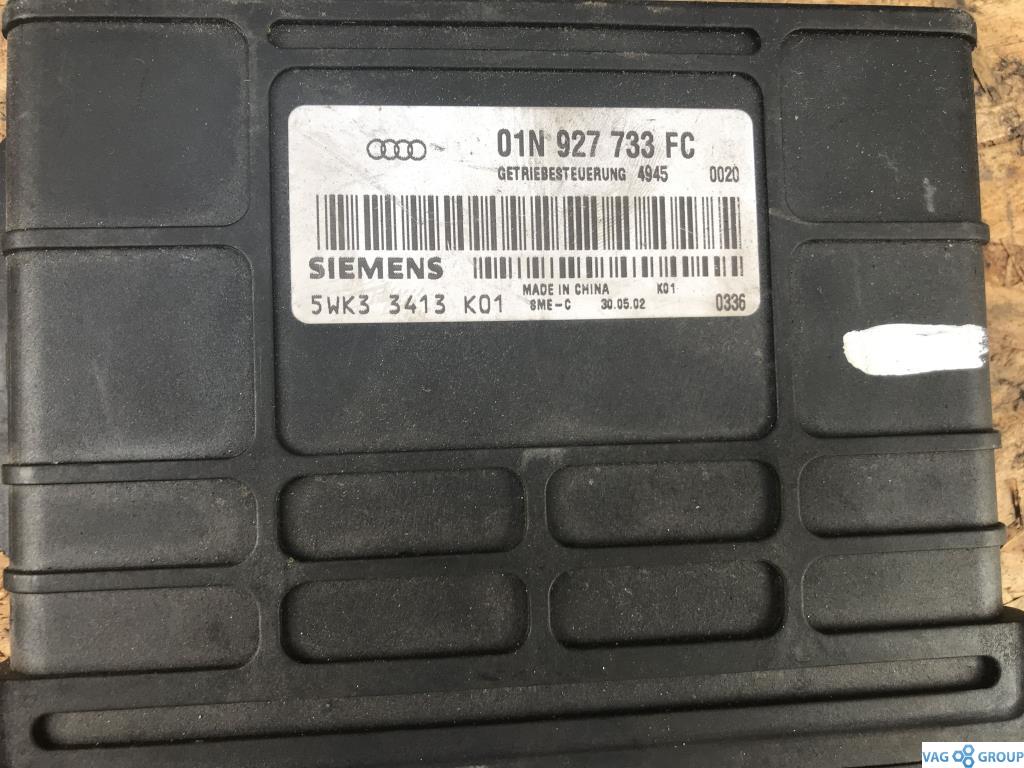 01N 927 733 FC
GETRIEBESTEUERUNG 4945 0020
SIEMENS
MADE IN CHINA K01
5WK3 3413 K01 SME-C 30.05.02 0336
VAG GROUP